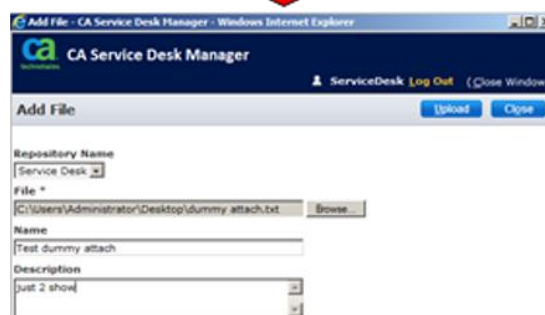 Add File - CA Service Desk Manager - Windows Internet Explorer
ca technologies CA Service Desk Manager
ServiceDesk Log Out (Close Window
Add File Upload Close
Repository Name
Service Desk
File *
C:\Users\Administrator\Desktop\dummy attach.txt Browse...
Name
Test dummy attach
Description
just 2 show